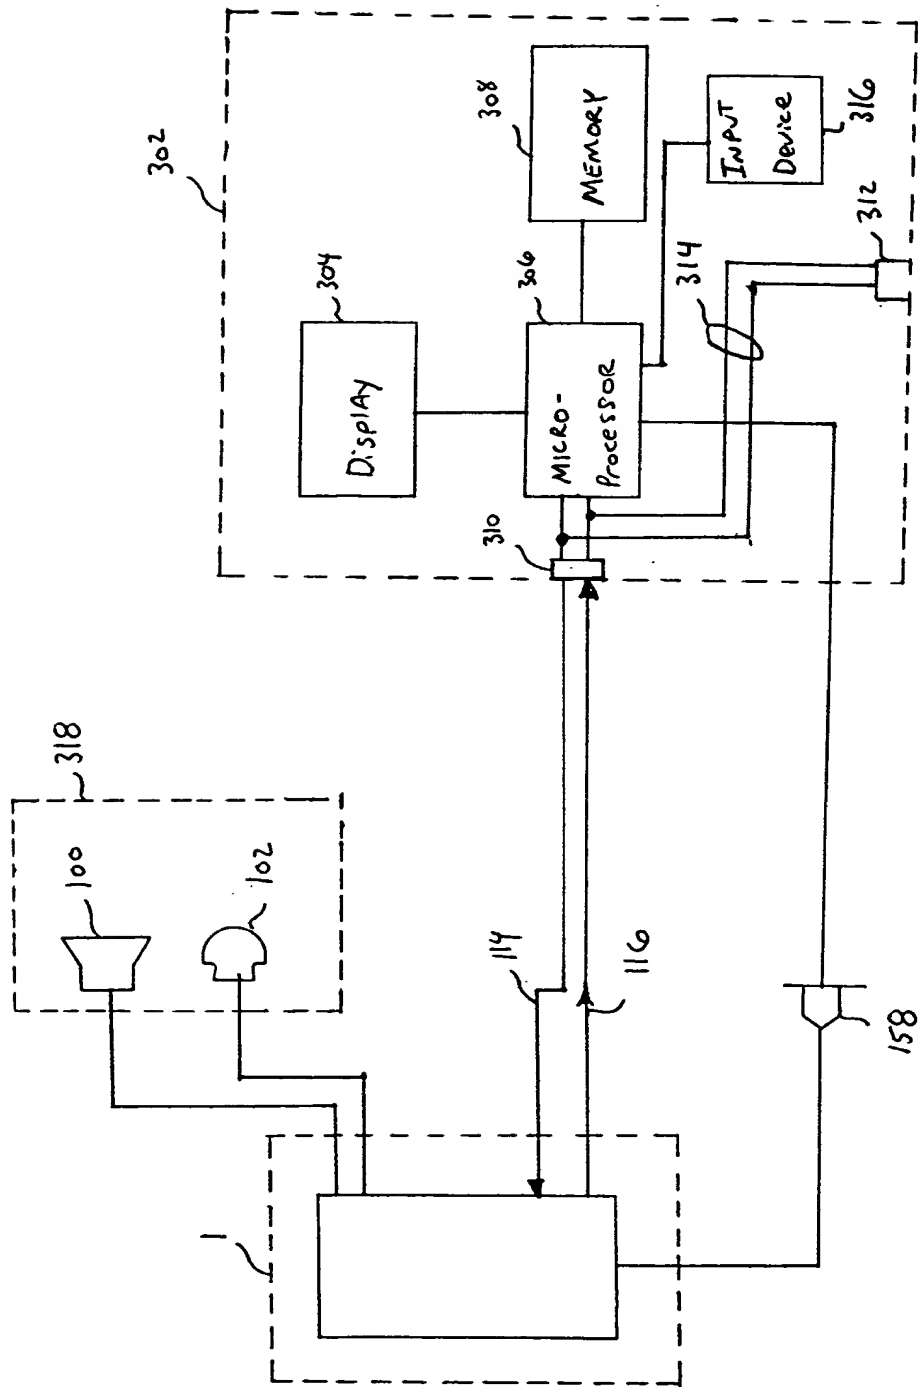 302
304
Display
306
MICRO-
Processor
308
MEMORY
INPUT
Device
316
310
314
312
318
100
102
114
116
158
1